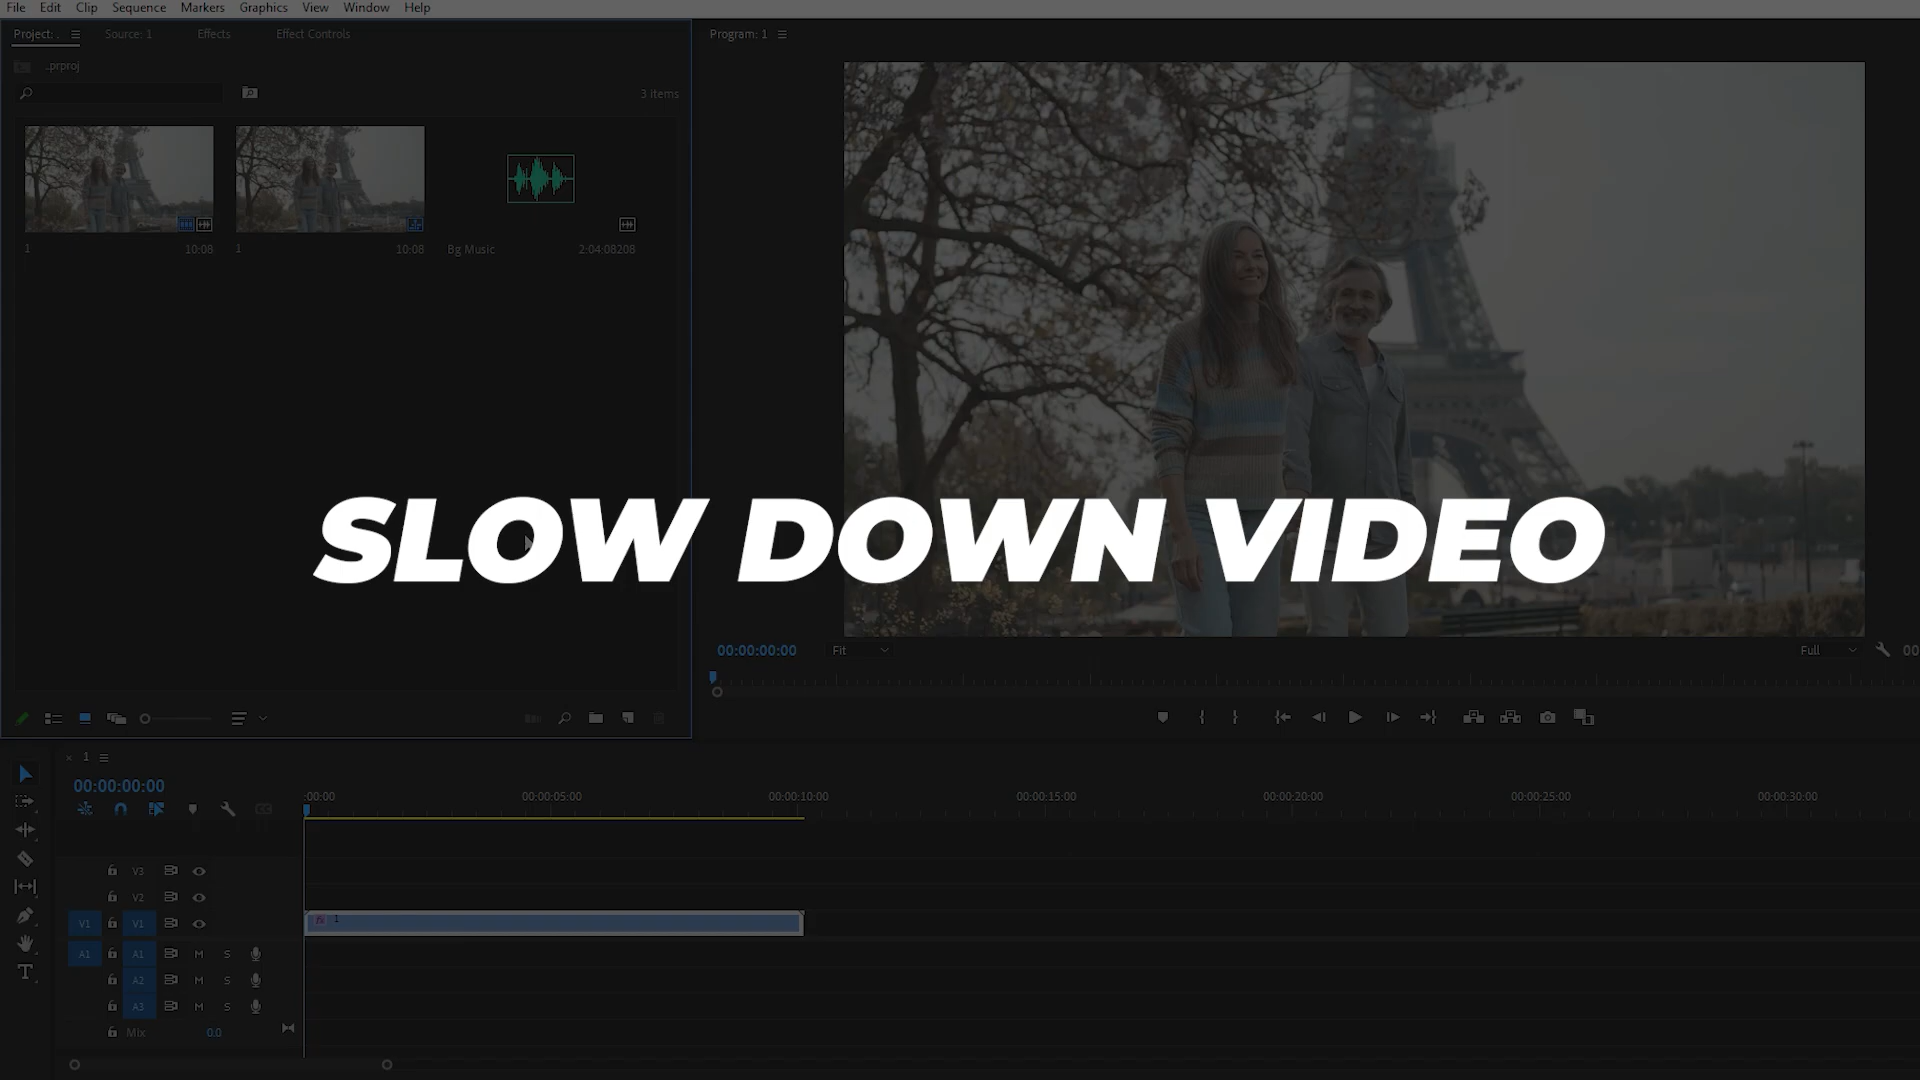 File Edit Clip Sequence Markers Graphics View Window Help
Project: . Source: 1 Effects Effect Controls
_.prproj
3 Items
1 10:08 1 10:08 Bg Music 2:04:08208
Program: 1
SLOW DOWN VIDEO
00:00:00:00 Fit Full 00
1
00:00:00:00
:00:00 00:00:05:00 00:00:10:00 00:00:15:00 00:00:20:00 00:00:25:00 00:00:30:00
V3
V2
V1 V1 fx 1
A1 A1 M S
A2 M S
A3 M S
Mix 0.0